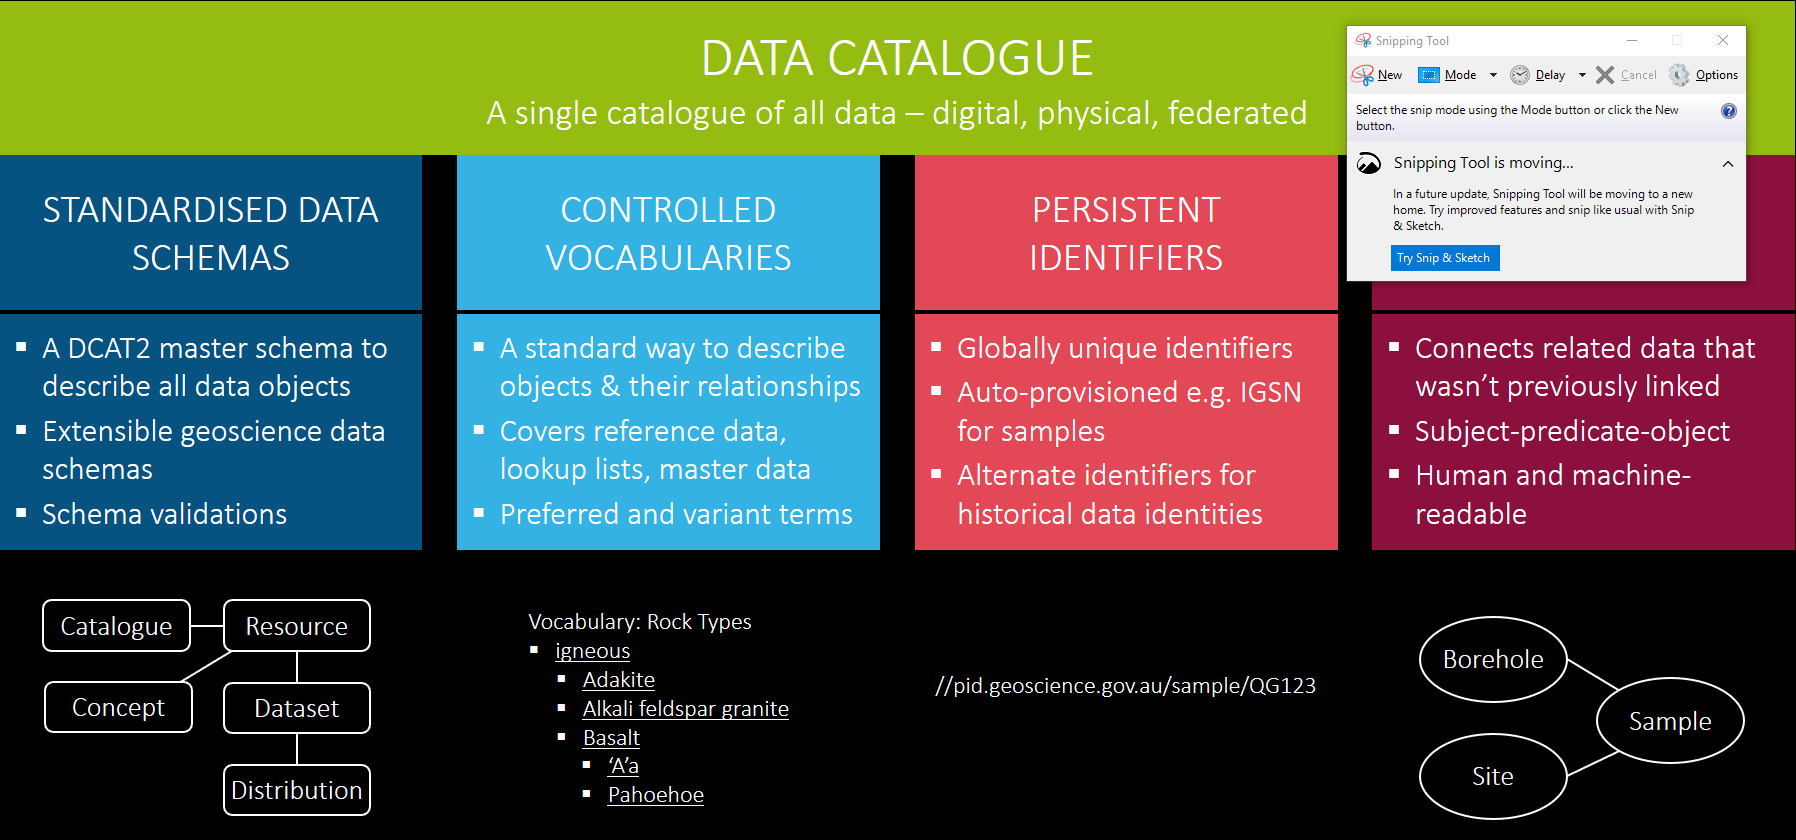 DATA CATALOGUE
A single catalogue of all data – digital, physical, federated
Snipping Tool
New
Mode
Delay
Cancel
Options
Select the snip mode using the Mode button or click the New
button.
Snipping Tool is moving...
In a future update, Snipping Tool will be moving to a new
home. Try improved features and snip like usual with Snip
& Sketch.
Try Snip & Sketch
STANDARDISED DATA
SCHEMAS
▪ A DCAT2 master schema to
describe all data objects
▪ Extensible geoscience data
schemas
▪ Schema validations
Catalogue
Resource
Concept
Dataset
Distribution
CONTROLLED
VOCABULARIES
▪ A standard way to describe
objects & their relationships
▪ Covers reference data,
lookup lists, master data
▪ Preferred and variant terms
Vocabulary: Rock Types
▪ igneous
▪ Adakite
▪ Alkali feldspar granite
▪ Basalt
▪ ‘A’a
▪ Pahoehoe
PERSISTENT
IDENTIFIERS
▪ Globally unique identifiers
▪ Auto-provisioned e.g. IGSN
for samples
▪ Alternate identifiers for
historical data identities
//pid.geoscience.gov.au/sample/QG123
▪ Connects related data that
wasn’t previously linked
▪ Subject-predicate-object
▪ Human and machine-
readable
Borehole
Sample
Site